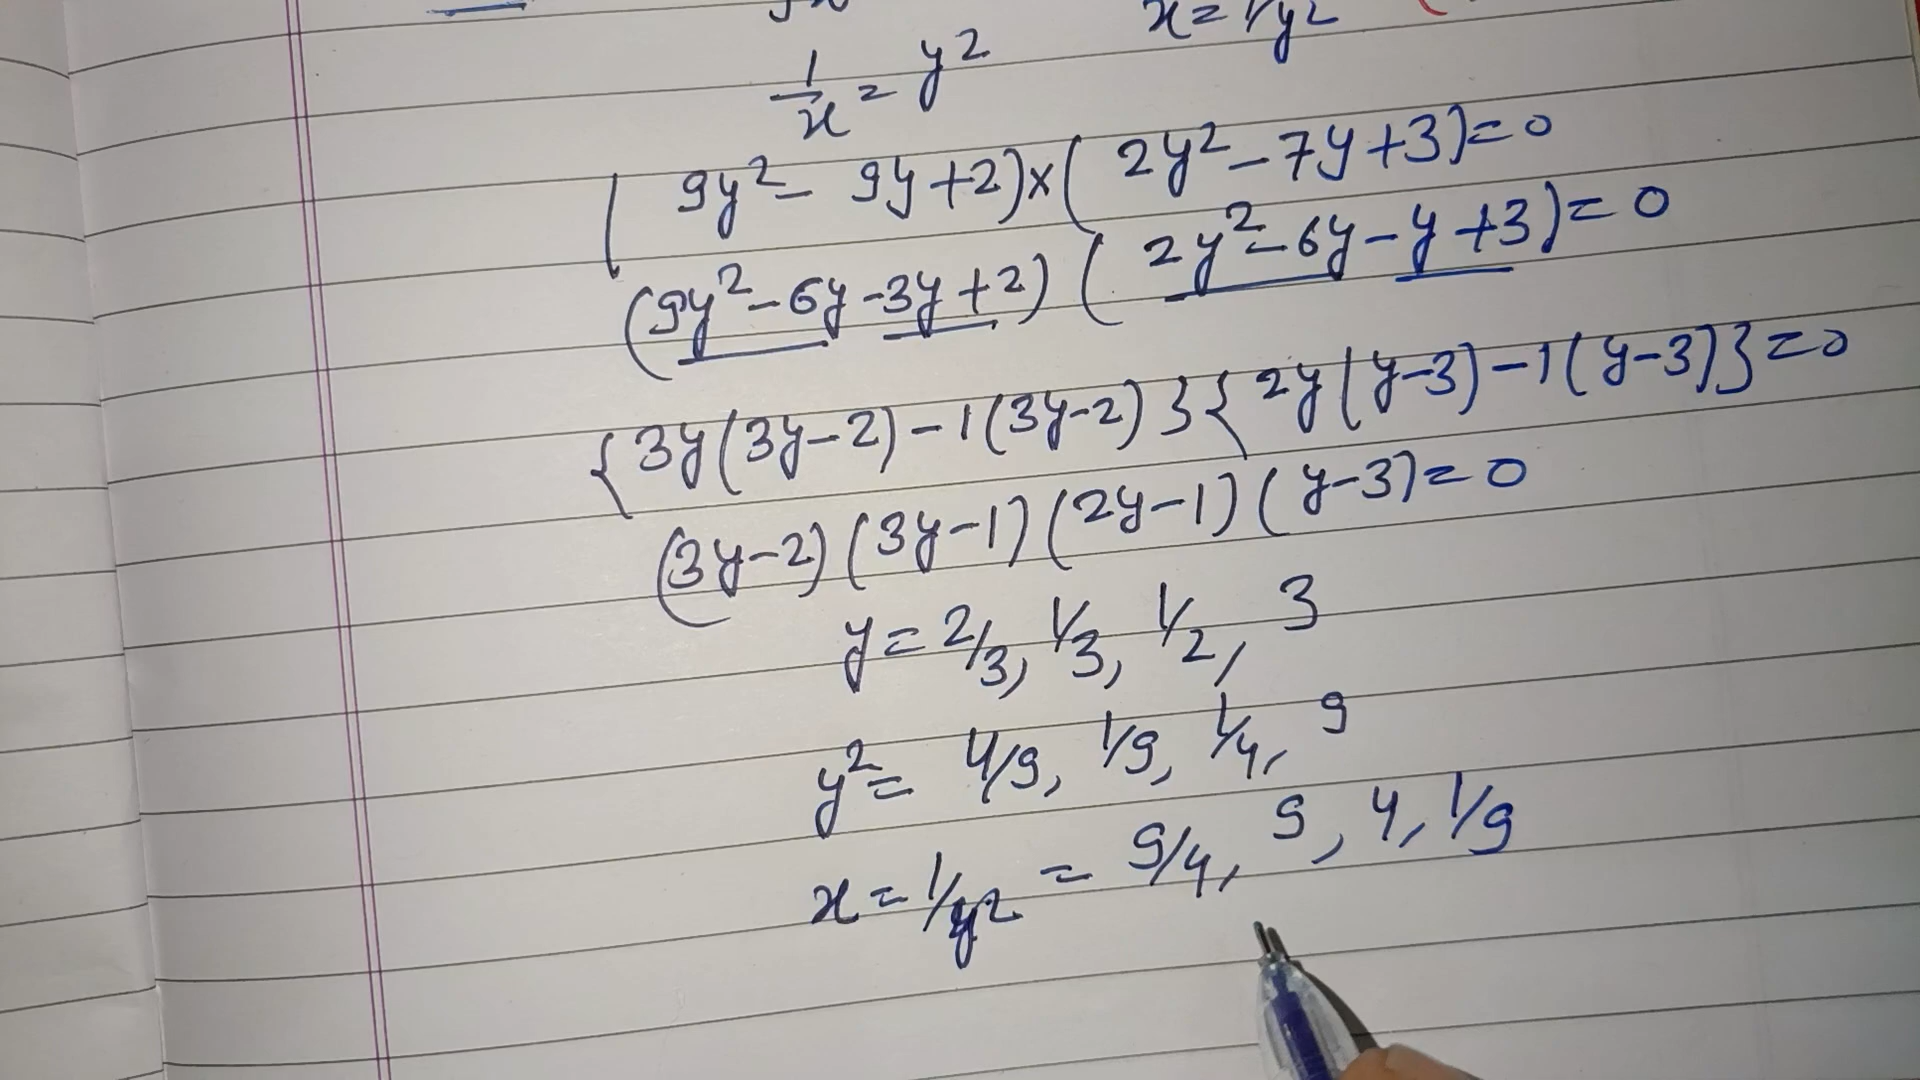 x = 1/y²
1/x = y²
(9y² - 9y + 2) × (2y² - 7y + 3) = 0
(9y² - 6y - 3y + 2) (2y² - 6y - y + 3) = 0
{3y(3y - 2) - 1(3y - 2)}{2y(y - 3) - 1(y - 3)} = 0
(3y - 2)(3y - 1)(2y - 1)(y - 3) = 0
y = 2/3, 1/3, 1/2, 3
y² = 4/9, 1/9, 1/4, 9
x = 1/y² = 9/4, 9, 4, 1/9